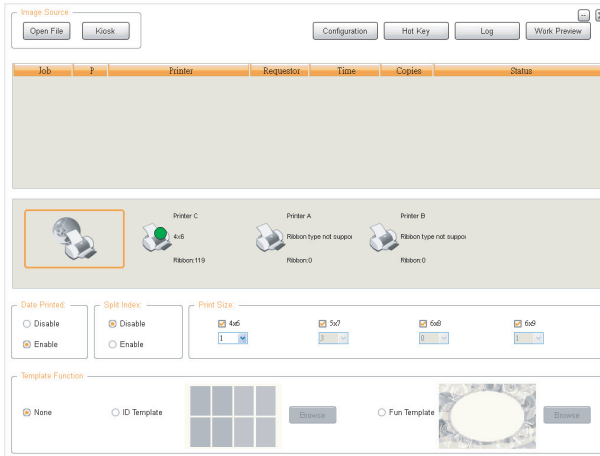 Image Source
Open File Kiosk Configuration Hot Key Log Work Preview
Job P Printer Requestor Time Copies Status
Printer C Printer A Printer B
4x6 Ribbon type not suppor Ribbon type not suppor
Ribbon:119 Ribbon:0 Ribbon:0
Date Printed: Split Index: Print Size:
Disable Disable 4x6 5x7 6x8 6x9
Enable Enable 1 3 0 1
Template Function
None ID Template Browse Fun Template Browse